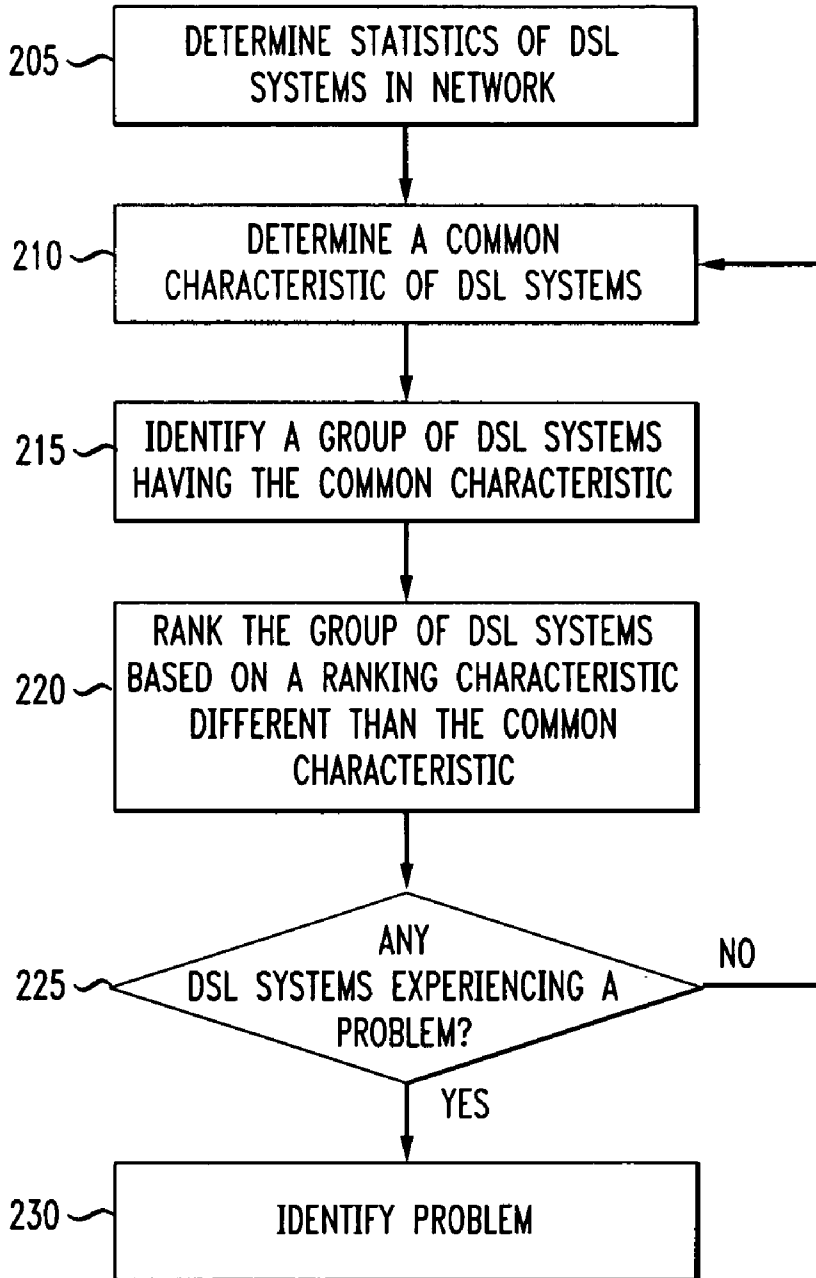 205
DETERMINE STATISTICS OF DSL
SYSTEMS IN NETWORK
210
DETERMINE A COMMON
CHARACTERISTIC OF DSL SYSTEMS
215
IDENTIFY A GROUP OF DSL SYSTEMS
HAVING THE COMMON CHARACTERISTIC
220
RANK THE GROUP OF DSL SYSTEMS
BASED ON A RANKING CHARACTERISTIC
DIFFERENT THAN THE COMMON
CHARACTERISTIC
225
ANY
DSL SYSTEMS EXPERIENCING A
PROBLEM?
NO
YES
230
IDENTIFY PROBLEM